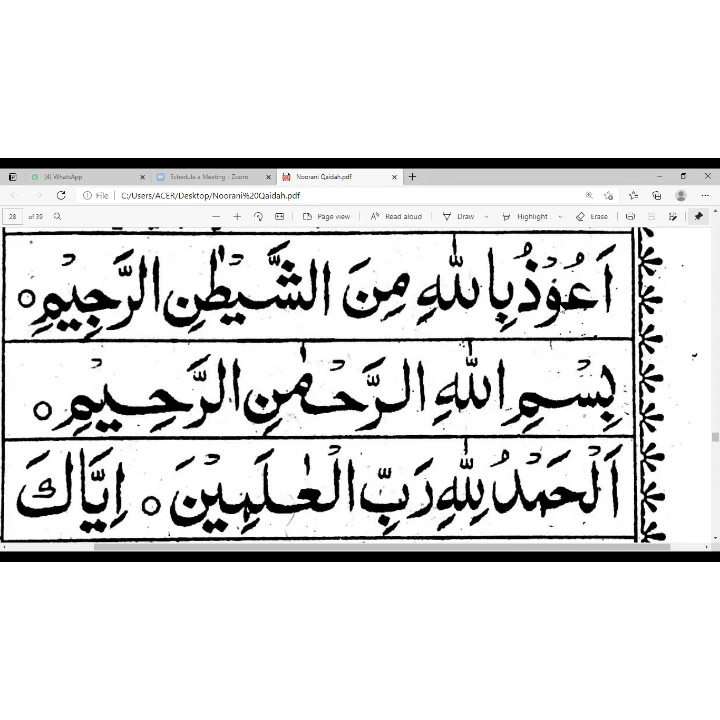 (4) WhatsApp
Schedule a Meeting - Zoom
Noorani Qaidah.pdf
File | C:/Users/ACER/Desktop/Noorani%20Qaidah.pdf
28 of 39 Page view Read aloud Draw Highlight Erase
اَعُوْذُبِاللّٰهِ مِنَ الشَّيْطٰنِ الرَّجِيْمِ ○
بِسْمِ اللّٰهِ الرَّحْمٰنِ الرَّحِيْمِ ○
اَلْحَمْدُ لِلّٰهِ رَبِّ الْعٰلَمِيْنَ ○ اِيَّاكَ